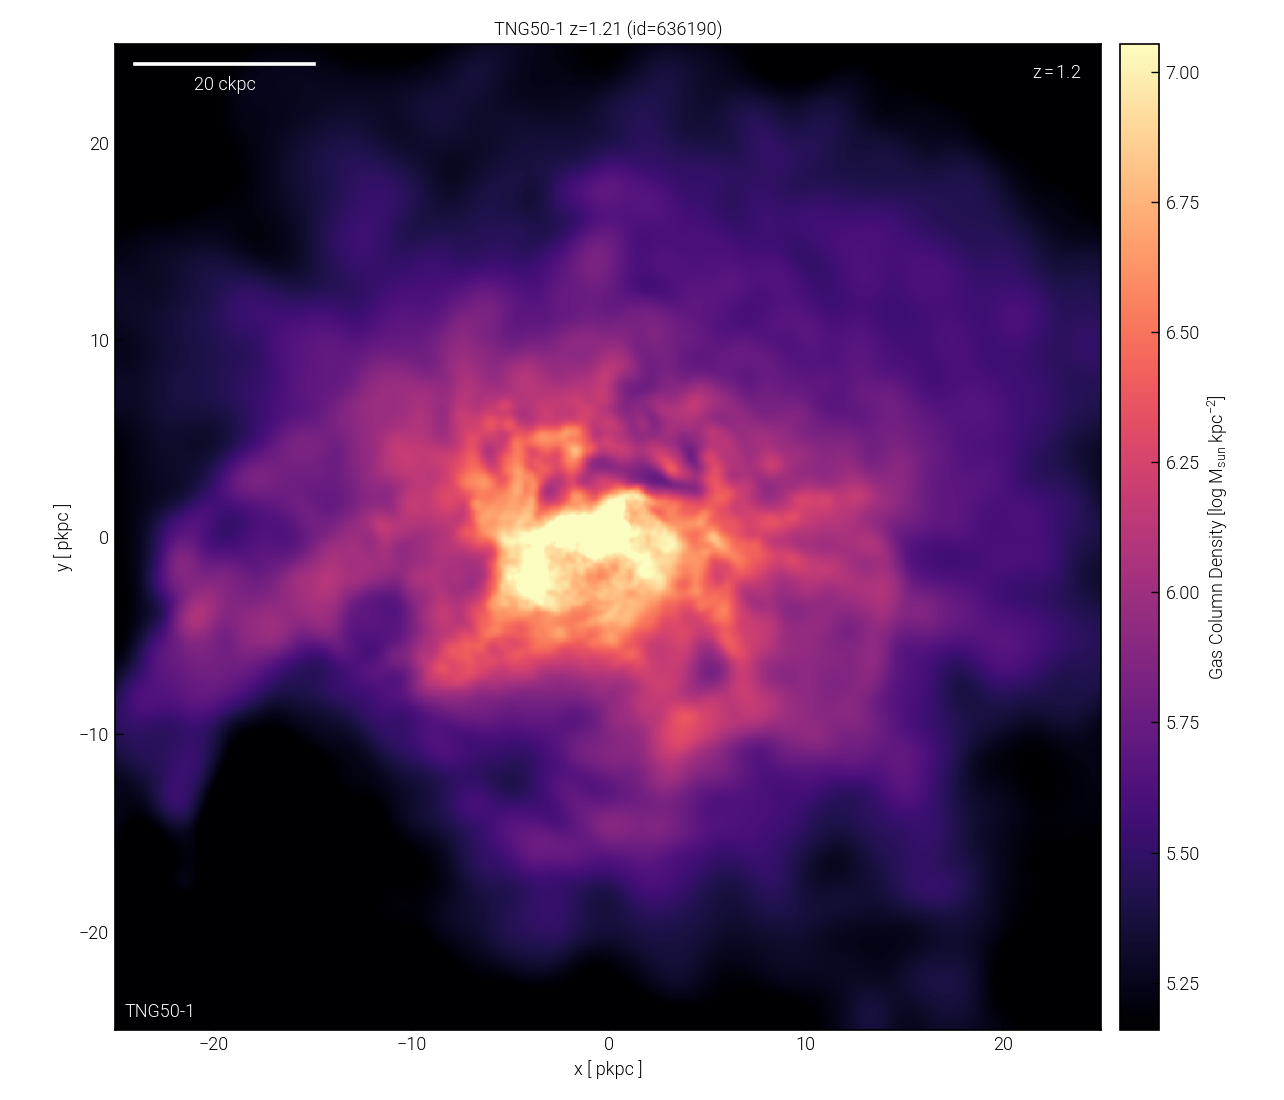 TNG50-1 z=1.21 (id=636190)
20 ckpc
z=1.2
TNG50-1
20
10
0
−10
−20
y [ pkpc ]
−20
−10
0
10
20
x [ pkpc ]
7.00
6.75
6.50
6.25
6.00
5.75
5.50
5.25
Gas Column Density [log M_sun kpc⁻²]